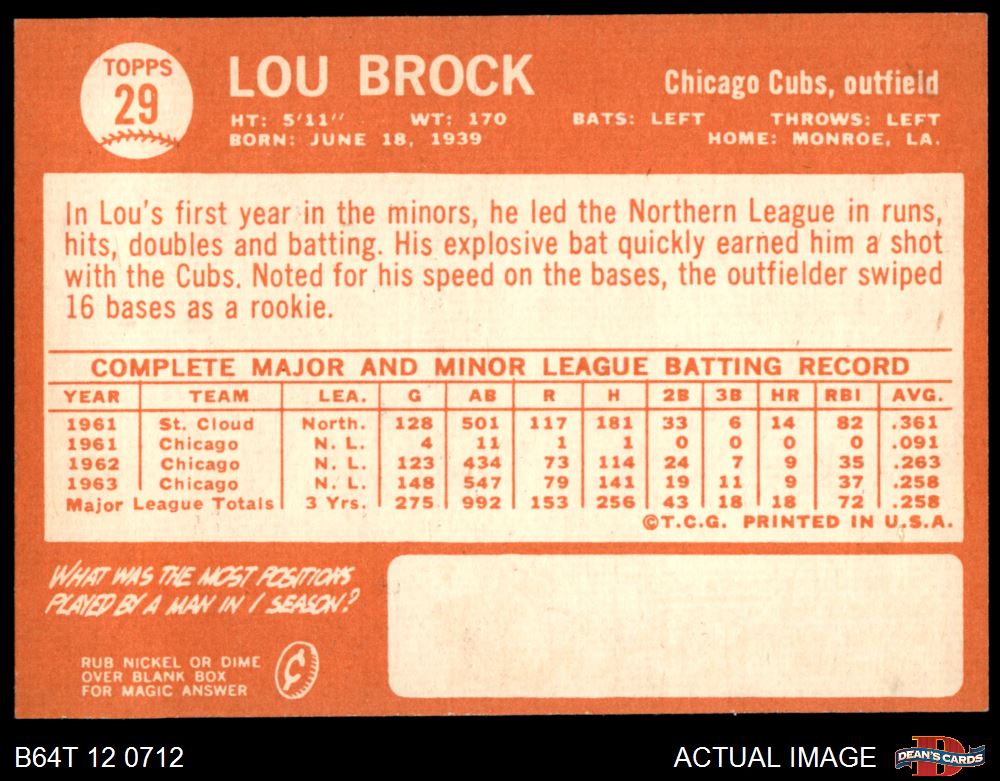 TOPPS
29
LOU BROCK
Chicago Cubs, outfield
HT: 5'11" WT: 170 BATS: LEFT THROWS: LEFT
BORN: JUNE 18, 1939 HOME: MONROE, LA.
In Lou's first year in the minors, he led the Northern League in runs,
hits, doubles and batting. His explosive bat quickly earned him a shot
with the Cubs. Noted for his speed on the bases, the outfielder swiped
16 bases as a rookie.
COMPLETE MAJOR AND MINOR LEAGUE BATTING RECORD
YEAR TEAM LEA. G AB R H 2B 3B HR RBI AVG.
1961 St. Cloud North. 128 501 117 181 33 6 14 82 .361
1961 Chicago N. L. 4 11 1 1 0 0 0 0 .091
1962 Chicago N. L. 123 434 73 114 24 7 9 35 .263
1963 Chicago N. L. 148 547 79 141 19 11 9 37 .258
Major League Totals 3 Yrs. 275 992 153 256 43 18 18 72 .258
©T.C.G. PRINTED IN U.S.A.
WHAT WAS THE MOST POSITIONS
PLAYED BY A MAN IN 1 SEASON?
RUB NICKEL OR DIME
OVER BLANK BOX
FOR MAGIC ANSWER
¢
B64T 12 0712
ACTUAL IMAGE
D
DEAN'S CARDS